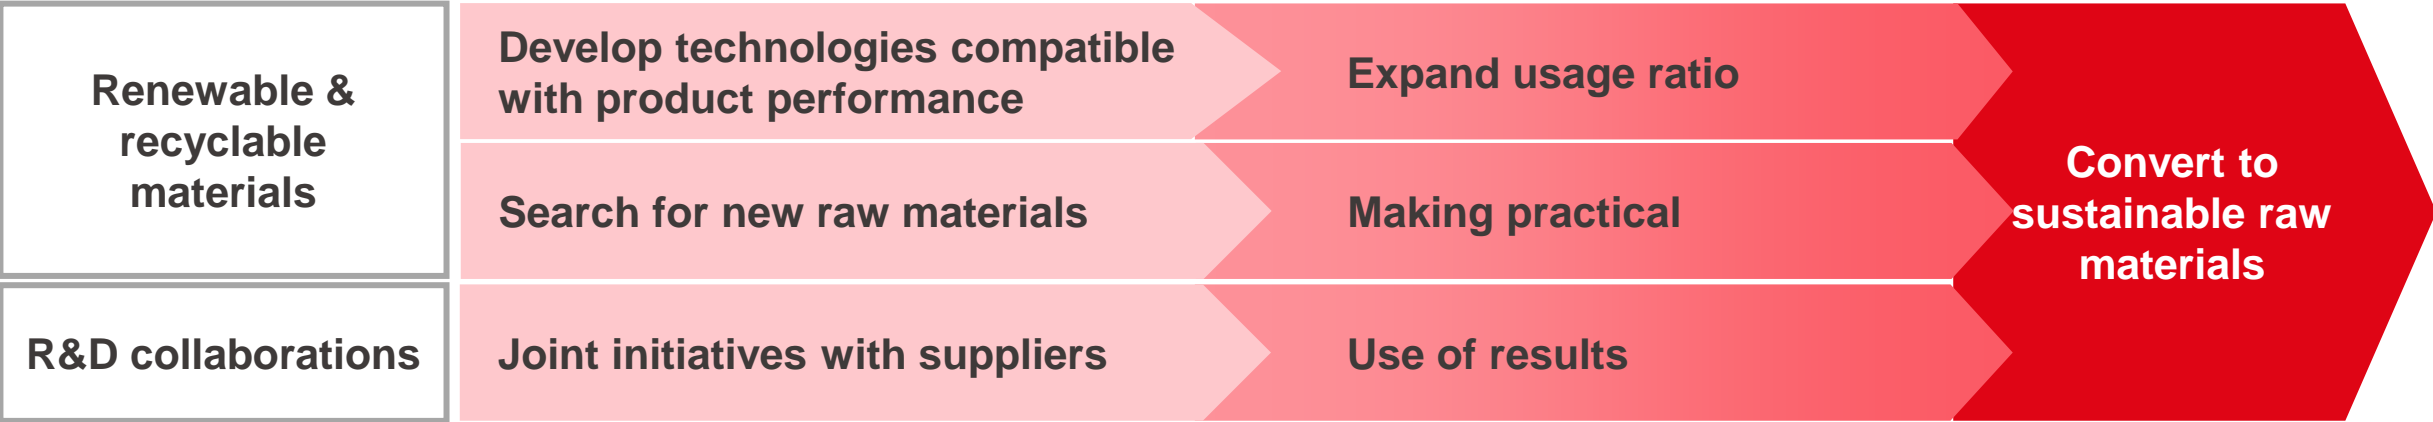 Renewable &
recyclable
materials
Develop technologies compatible
with product performance
Expand usage ratio
Search for new raw materials
Making practical
R&D collaborations
Joint initiatives with suppliers
Use of results
Convert to
sustainable raw
materials